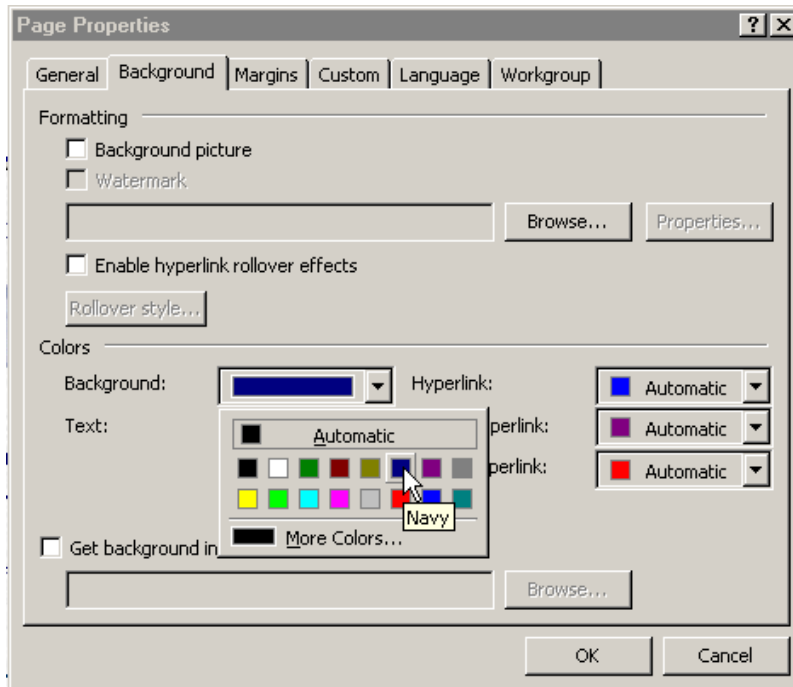 Page Properties
General Background Margins Custom Language Workgroup
Formatting
Background picture
Watermark
Browse... Properties...
Enable hyperlink rollover effects
Rollover style...
Colors
Background: Hyperlink: Automatic
Text: perlink: Automatic
Automatic
perlink: Automatic
Navy
More Colors...
Get background in
Browse...
OK Cancel